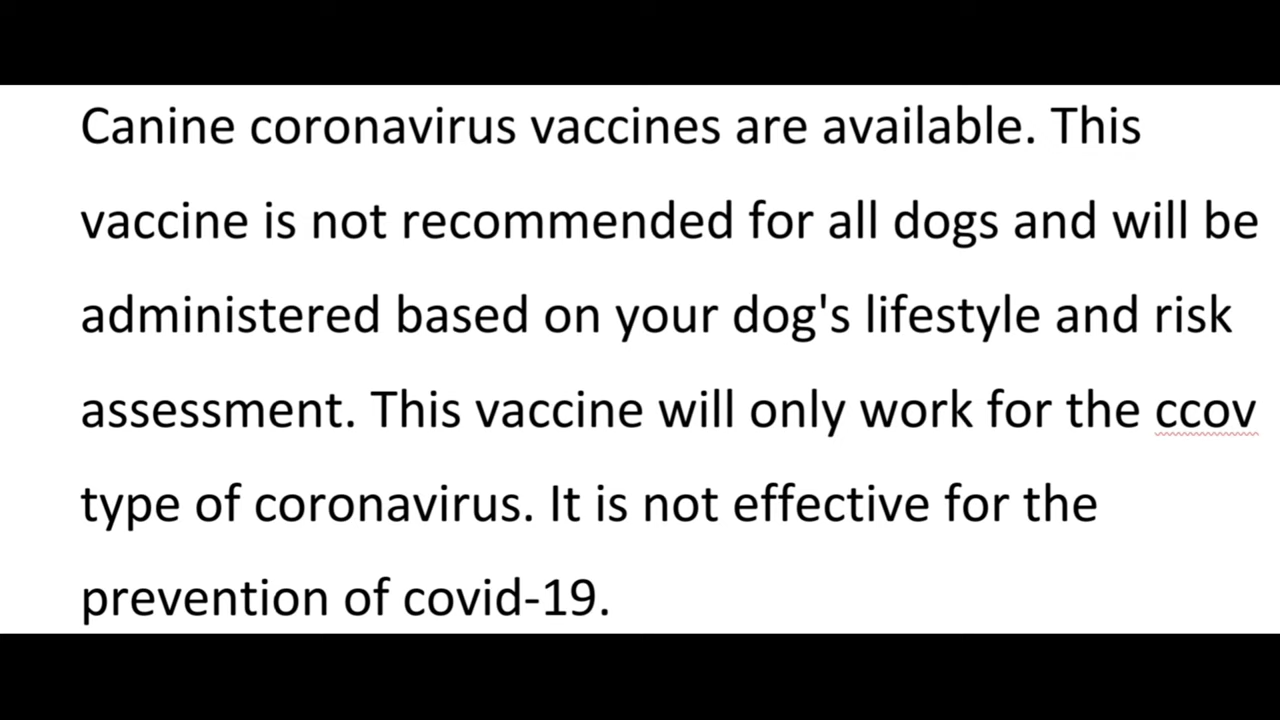 Canine coronavirus vaccines are available. This
vaccine is not recommended for all dogs and will be
administered based on your dog's lifestyle and risk
assessment. This vaccine will only work for the ccov
type of coronavirus. It is not effective for the
prevention of covid-19.